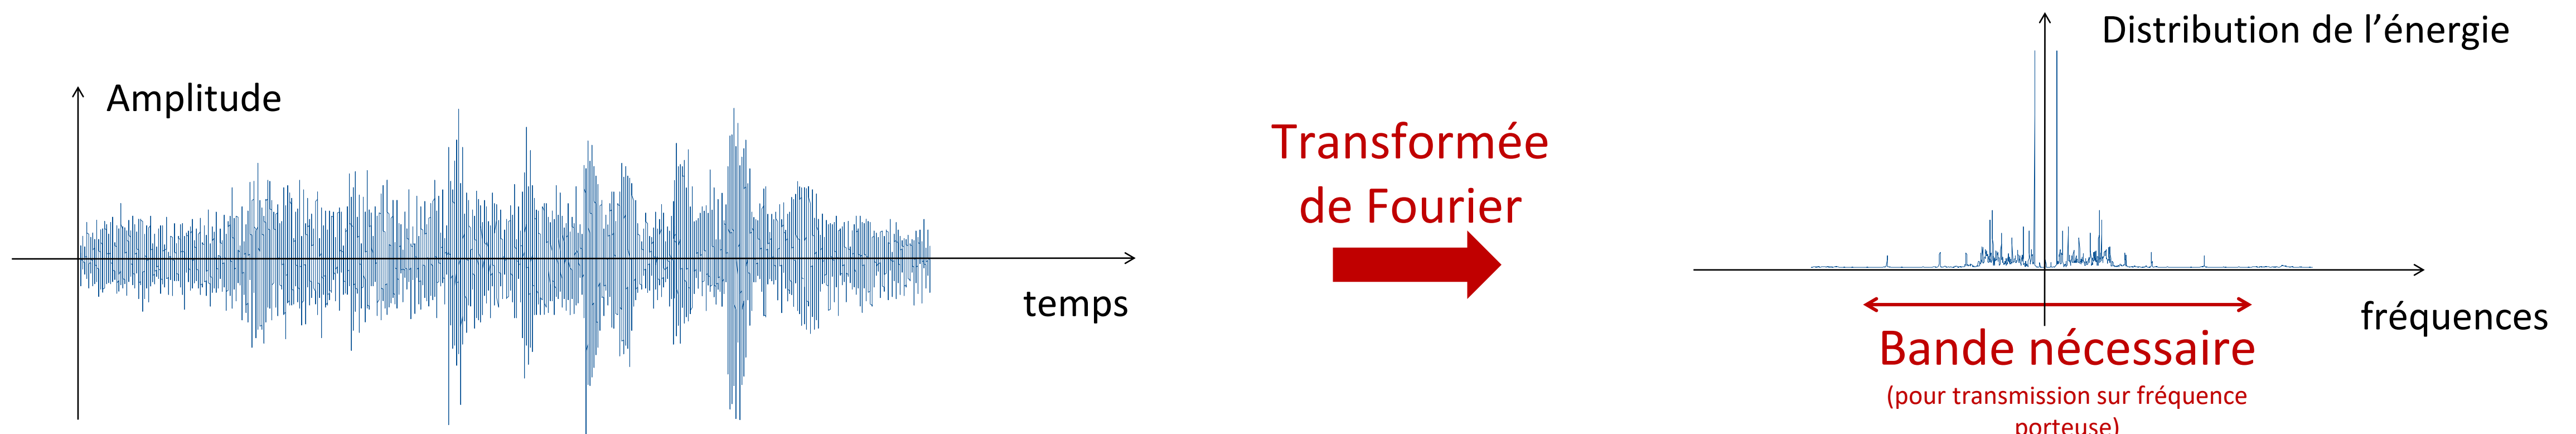 Amplitude
temps
Transformée
de Fourier
Distribution de l’énergie
fréquences
Bande nécessaire
(pour transmission sur fréquence
porteuse)